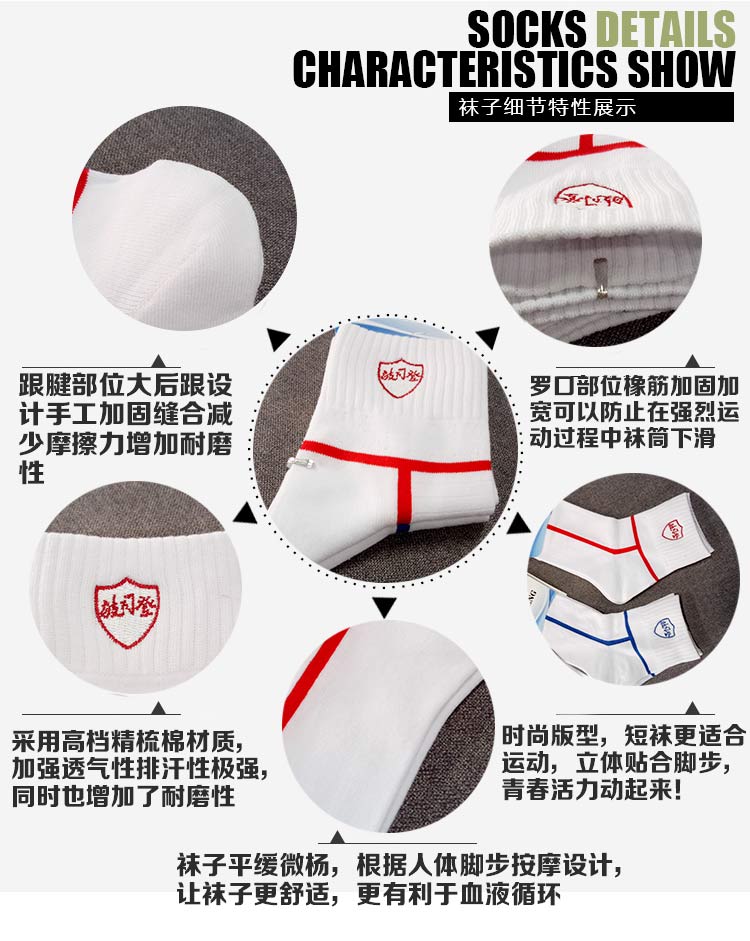 SOCKS DETAILS
CHARACTERISTICS SHOW
袜子细节特性展示
跟腱部位大后跟设
计手工加固缝合减
少摩擦力增加耐磨
性
罗口部位橡筋加固加
宽可以防止在强烈运
动过程中袜筒下滑
采用高档精梳棉材质，
加强透气性排汗性极强，
同时也增加了耐磨性
时尚版型，短袜更适合
运动，立体贴合脚步，
青春活力动起来！
袜子平缓微杨，根据人体脚步按摩设计，
让袜子更舒适，更有利于血液循环